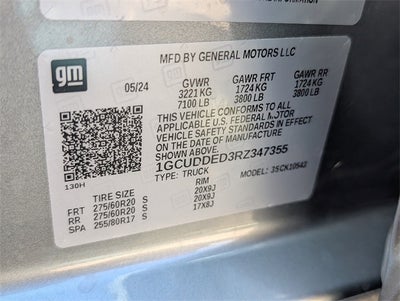 INFORMATION
gm
MFD BY GENERAL MOTORS LLC
05/24 GVWR GAWR FRT GAWR RR
3221 KG 1724 KG 1724 KG
7100 LB 3800 LB 3800 LB
THIS VEHICLE CONFORMS TO ALL
APPLICABLE U.S. FEDERAL MOTOR
VEHICLE SAFETY STANDARDS IN EFFECT
ON THE DATE OF MANUFACTURE
SHOWN ABOVE.
1GCUDDED3RZ347355
TYPE: TRUCK MODEL: 3SCK10543
130H
TIRE SIZE RIM
FRT 275/60R20 S 20X9J
RR 275/60R20 S 20X9J
SPA 255/80R17 S 17X8J